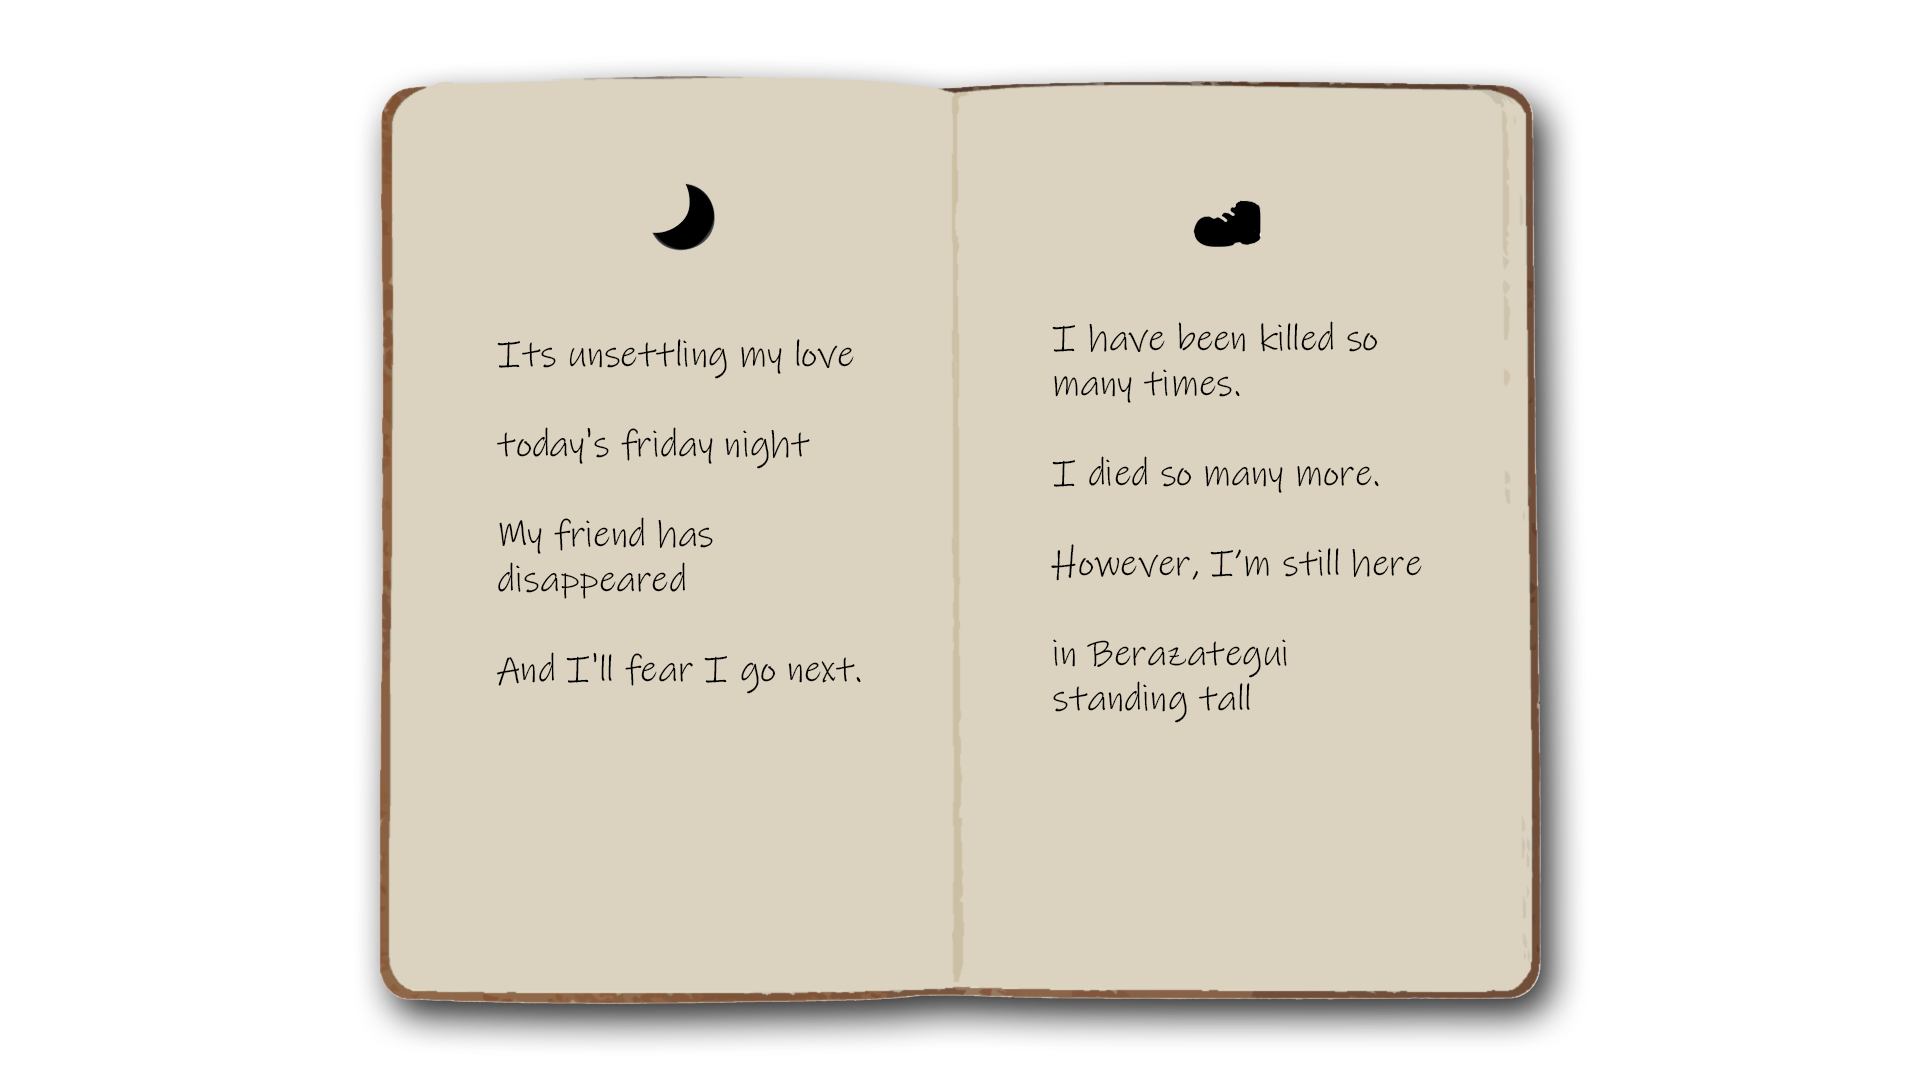 Its unsettling my love
today's friday night
My friend has
disappeared
And I'll fear I go next.
I have been killed so
many times.
I died so many more.
However, I’m still here
in Berazategui
standing tall